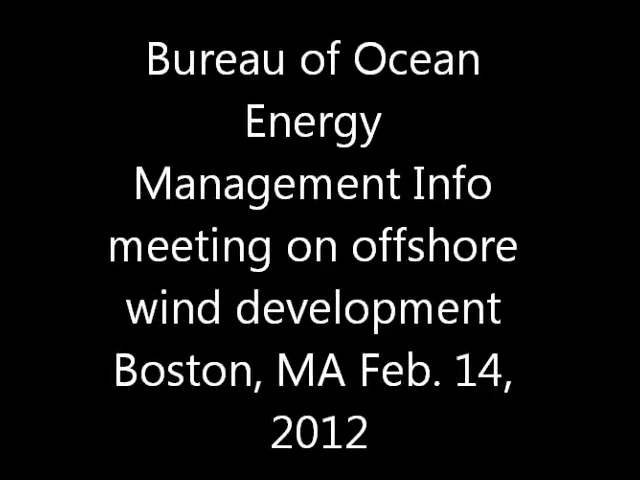 Bureau of Ocean
Energy
Management Info
meeting on offshore
wind development
Boston, MA Feb. 14,
2012